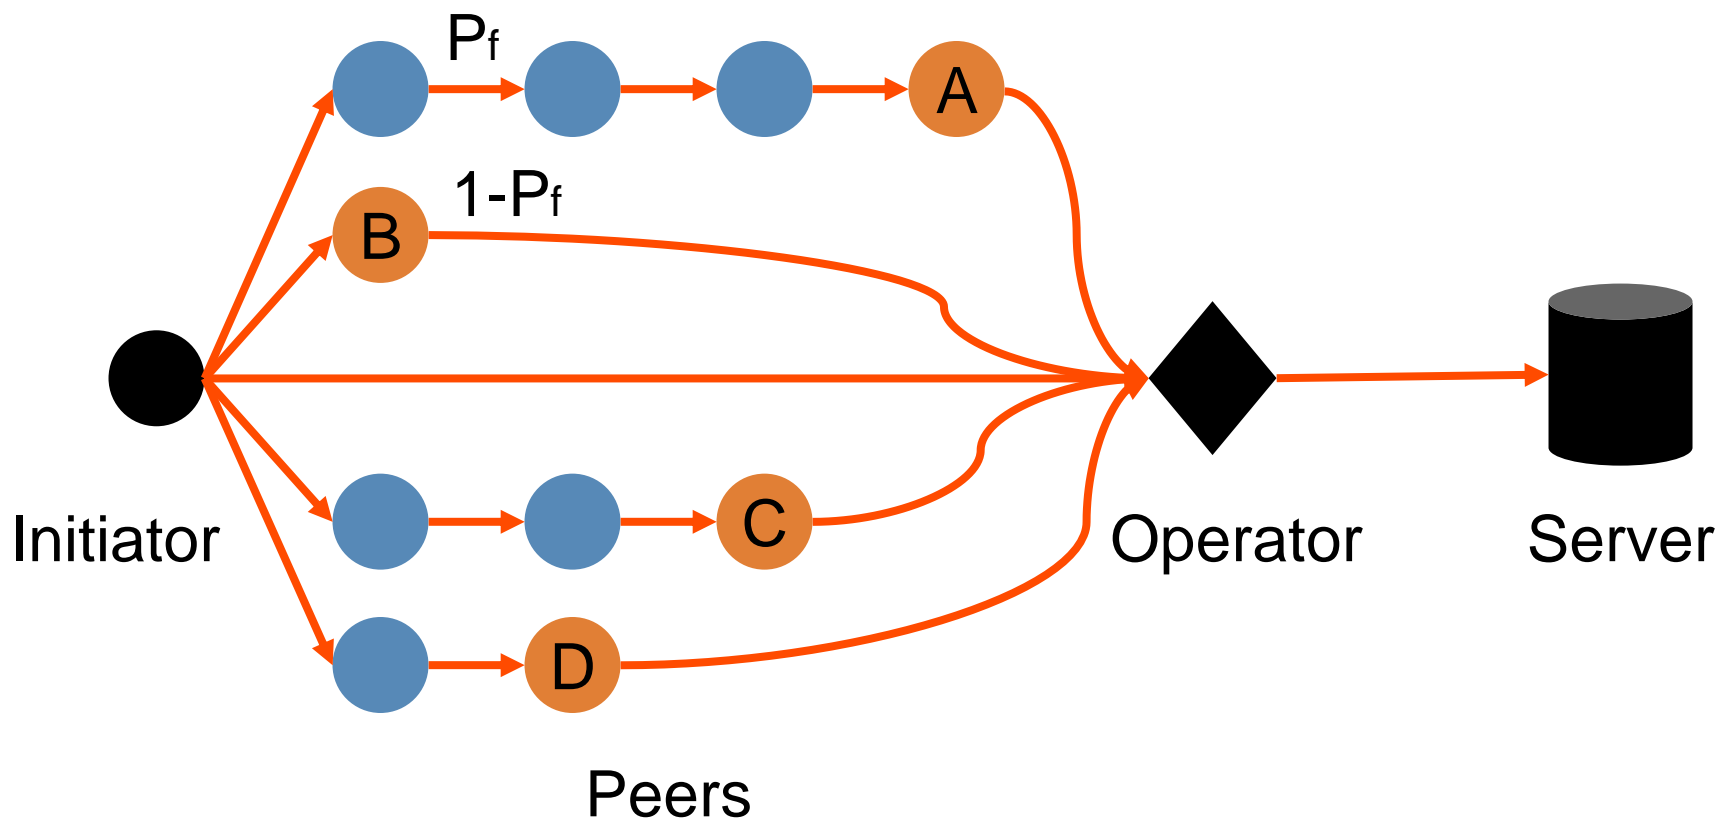 Pf
A
1-Pf
B
Initiator
C
Operator
Server
D
Peers